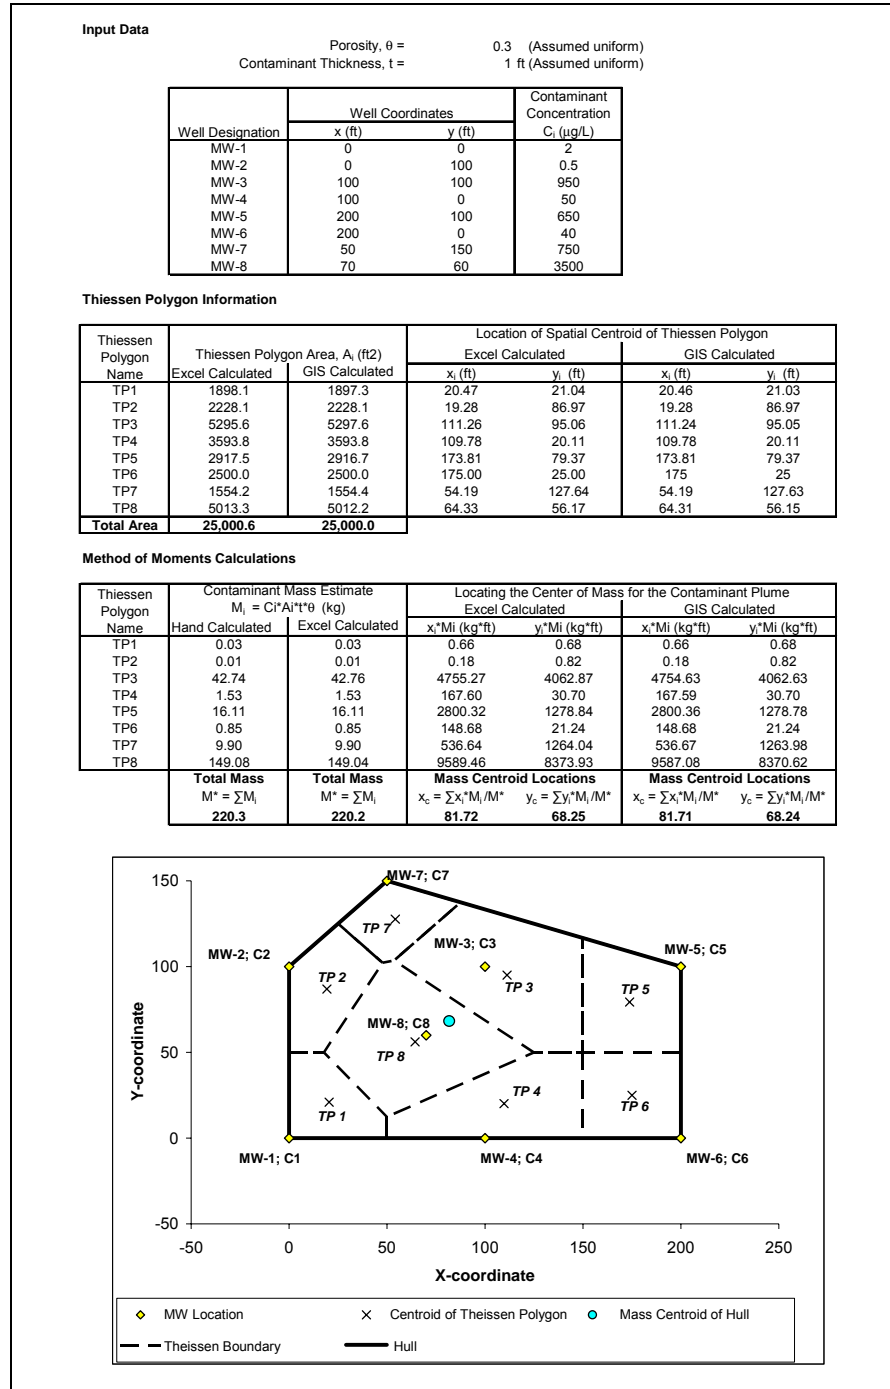 Input Data
Porosity, θ = 0.3 (Assumed uniform)
Contaminant Thickness, t = 1 ft (Assumed uniform)
Well Designation Well Coordinates Contaminant Concentration
x (ft) y (ft) Cᵢ (µg/L)
MW-1 0 0 2
MW-2 0 100 0.5
MW-3 100 100 950
MW-4 100 0 50
MW-5 200 100 650
MW-6 200 0 40
MW-7 50 150 750
MW-8 70 60 3500
Thiessen Polygon Information
Thiessen Polygon Name Thiessen Polygon Area, Aᵢ (ft2) Location of Spatial Centroid of Thiessen Polygon
Excel Calculated GIS Calculated Excel Calculated GIS Calculated
xᵢ (ft) yᵢ (ft) xᵢ (ft) yᵢ (ft)
TP1 1898.1 1897.3 20.47 21.04 20.46 21.03
TP2 2228.1 2228.1 19.28 86.97 19.28 86.97
TP3 5295.6 5297.6 111.26 95.06 111.24 95.05
TP4 3593.8 3593.8 109.78 20.11 109.78 20.11
TP5 2917.5 2916.7 173.81 79.37 173.81 79.37
TP6 2500.0 2500.0 175.00 25.00 175 25
TP7 1554.2 1554.4 54.19 127.64 54.19 127.63
TP8 5013.3 5012.2 64.33 56.17 64.31 56.15
Total Area 25,000.6 25,000.0
Method of Moments Calculations
Thiessen Polygon Name Contaminant Mass Estimate Locating the Center of Mass for the Contaminant Plume
Mᵢ = Ci*Ai*t*θ (kg) Excel Calculated GIS Calculated
Hand Calculated Excel Calculated xᵢ*Mi (kg*ft) yᵢ*Mi (kg*ft) xᵢ*Mi (kg*ft) yᵢ*Mi (kg*ft)
TP1 0.03 0.03 0.66 0.68 0.66 0.68
TP2 0.01 0.01 0.18 0.82 0.18 0.82
TP3 42.74 42.76 4755.27 4062.87 4754.63 4062.63
TP4 1.53 1.53 167.60 30.70 167.59 30.70
TP5 16.11 16.11 2800.32 1278.84 2800.36 1278.78
TP6 0.85 0.85 148.68 21.24 148.68 21.24
TP7 9.90 9.90 536.64 1264.04 536.67 1263.98
TP8 149.08 149.04 9589.46 8373.93 9587.08 8370.62
Total Mass Total Mass Mass Centroid Locations Mass Centroid Locations
M* = ∑Mᵢ M* = ∑Mᵢ x꜀ = ∑xᵢ*Mᵢ/M* y꜀ = ∑yᵢ*Mᵢ/M* x꜀ = ∑xᵢ*Mᵢ/M* y꜀ = ∑yᵢ*Mᵢ/M*
220.3 220.2 81.72 68.25 81.71 68.24
150
MW-7; C7
TP 7
MW-2; C2
MW-3; C3
MW-5; C5
100
TP 2
TP 3
TP 5
MW-8; C8
TP 8
50
TP 1
TP 4
TP 6
0
MW-1; C1
MW-4; C4
MW-6; C6
-50
-50 0 50 100 150 200 250
Y-coordinate
X-coordinate
MW Location Centroid of Theissen Polygon Mass Centroid of Hull
Theissen Boundary Hull